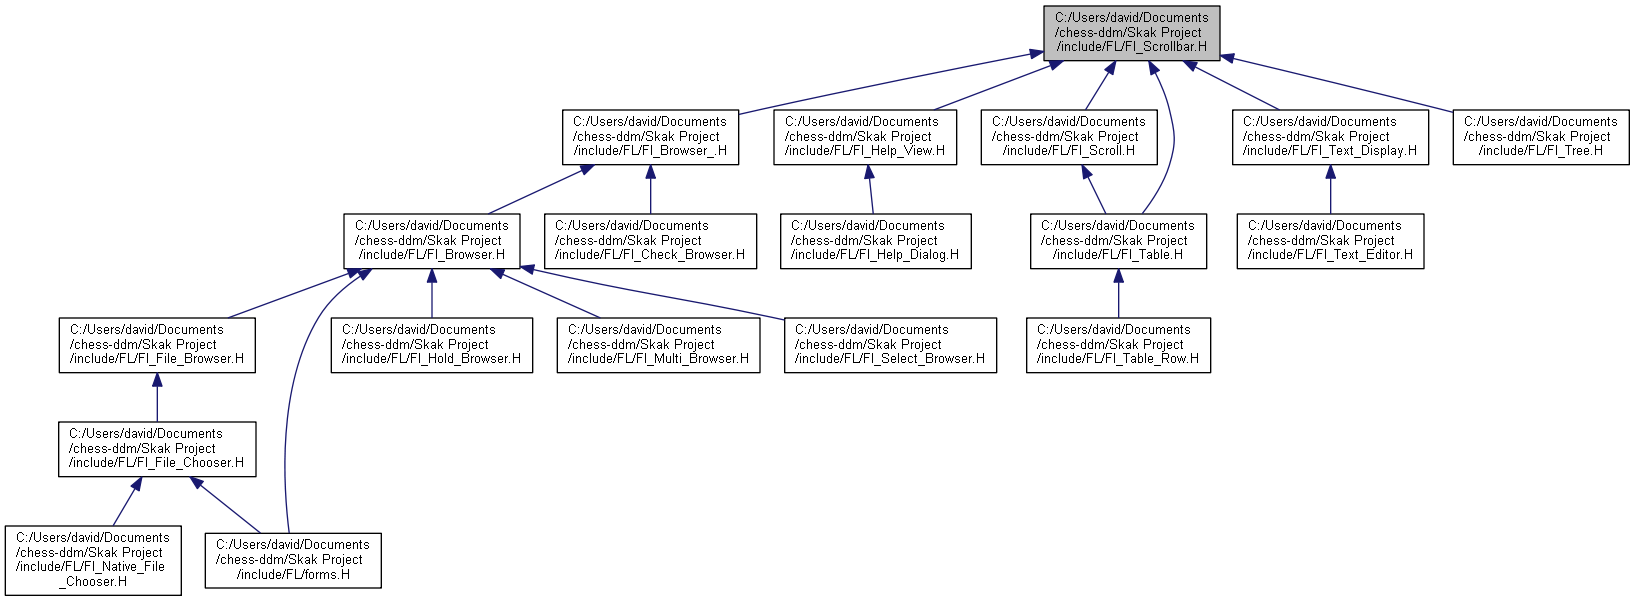 C:/Users/david/Documents
/chess-ddm/Skak Project
/include/FL/Fl_Scrollbar.H
C:/Users/david/Documents
/chess-ddm/Skak Project
/include/FL/Fl_Browser_.H
C:/Users/david/Documents
/chess-ddm/Skak Project
/include/FL/Fl_Help_View.H
C:/Users/david/Documents
/chess-ddm/Skak Project
/include/FL/Fl_Scroll.H
C:/Users/david/Documents
/chess-ddm/Skak Project
/include/FL/Fl_Text_Display.H
C:/Users/david/Documents
/chess-ddm/Skak Project
/include/FL/Fl_Tree.H
C:/Users/david/Documents
/chess-ddm/Skak Project
/include/FL/Fl_Browser.H
C:/Users/david/Documents
/chess-ddm/Skak Project
/include/FL/Fl_Check_Browser.H
C:/Users/david/Documents
/chess-ddm/Skak Project
/include/FL/Fl_Help_Dialog.H
C:/Users/david/Documents
/chess-ddm/Skak Project
/include/FL/Fl_Table.H
C:/Users/david/Documents
/chess-ddm/Skak Project
/include/FL/Fl_Text_Editor.H
C:/Users/david/Documents
/chess-ddm/Skak Project
/include/FL/Fl_File_Browser.H
C:/Users/david/Documents
/chess-ddm/Skak Project
/include/FL/Fl_Hold_Browser.H
C:/Users/david/Documents
/chess-ddm/Skak Project
/include/FL/Fl_Multi_Browser.H
C:/Users/david/Documents
/chess-ddm/Skak Project
/include/FL/Fl_Select_Browser.H
C:/Users/david/Documents
/chess-ddm/Skak Project
/include/FL/Fl_Table_Row.H
C:/Users/david/Documents
/chess-ddm/Skak Project
/include/FL/Fl_File_Chooser.H
C:/Users/david/Documents
/chess-ddm/Skak Project
/include/FL/Fl_Native_File
_Chooser.H
C:/Users/david/Documents
/chess-ddm/Skak Project
/include/FL/forms.H